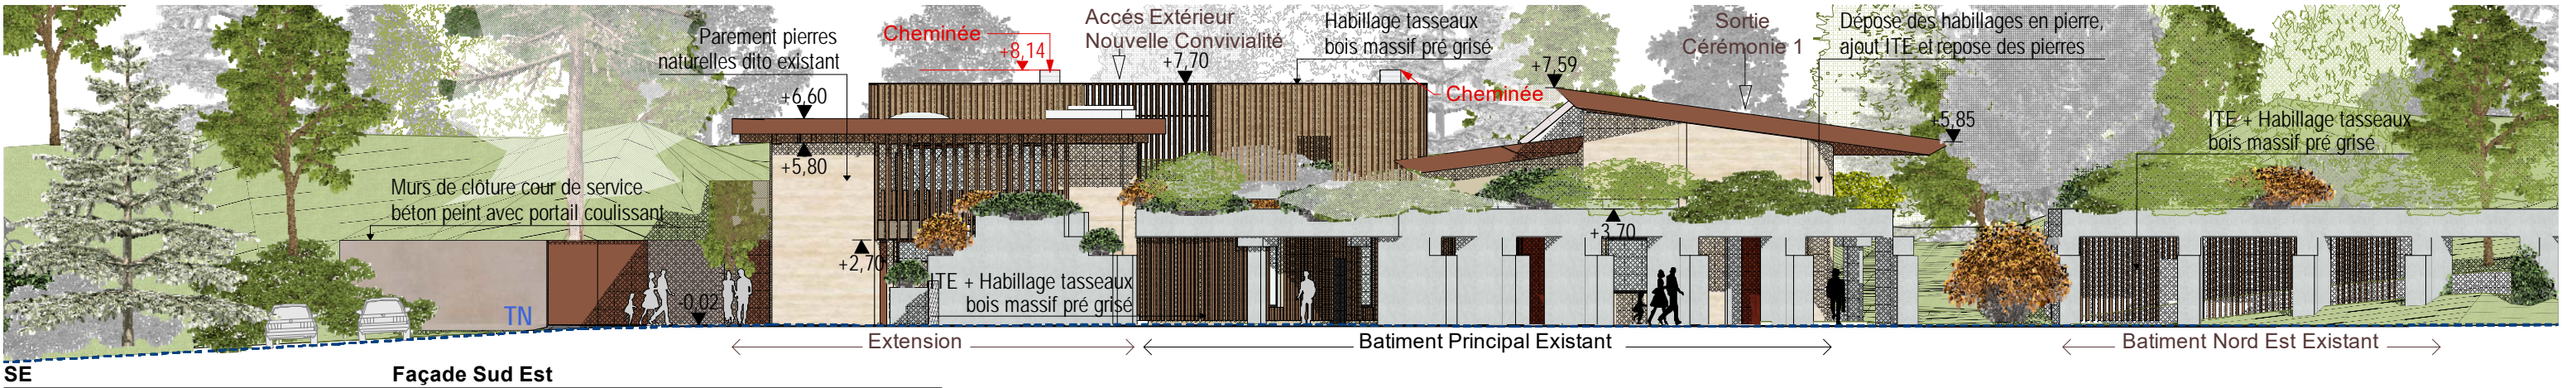 Parement pierres
naturelles dito existant
Cheminée
+8,14
Accés Extérieur
Nouvelle Convivialité
+7,70
Habillage tasseaux
bois massif pré grisé
Cheminée
+7,59
Sortie
Cérémonie 1
Dépose des habillages en pierre,
ajout ITE et repose des pierres
+5,85
ITE + Habillage tasseaux
bois massif pré grisé
+6,60
+5,80
Murs de clôture cour de service
béton peint avec portail coulissant
+2,70
+3,70
-0,02
ITE + Habillage tasseaux
bois massif pré grisé
TN
Extension
Batiment Principal Existant
Batiment Nord Est Existant
SE
Façade Sud Est